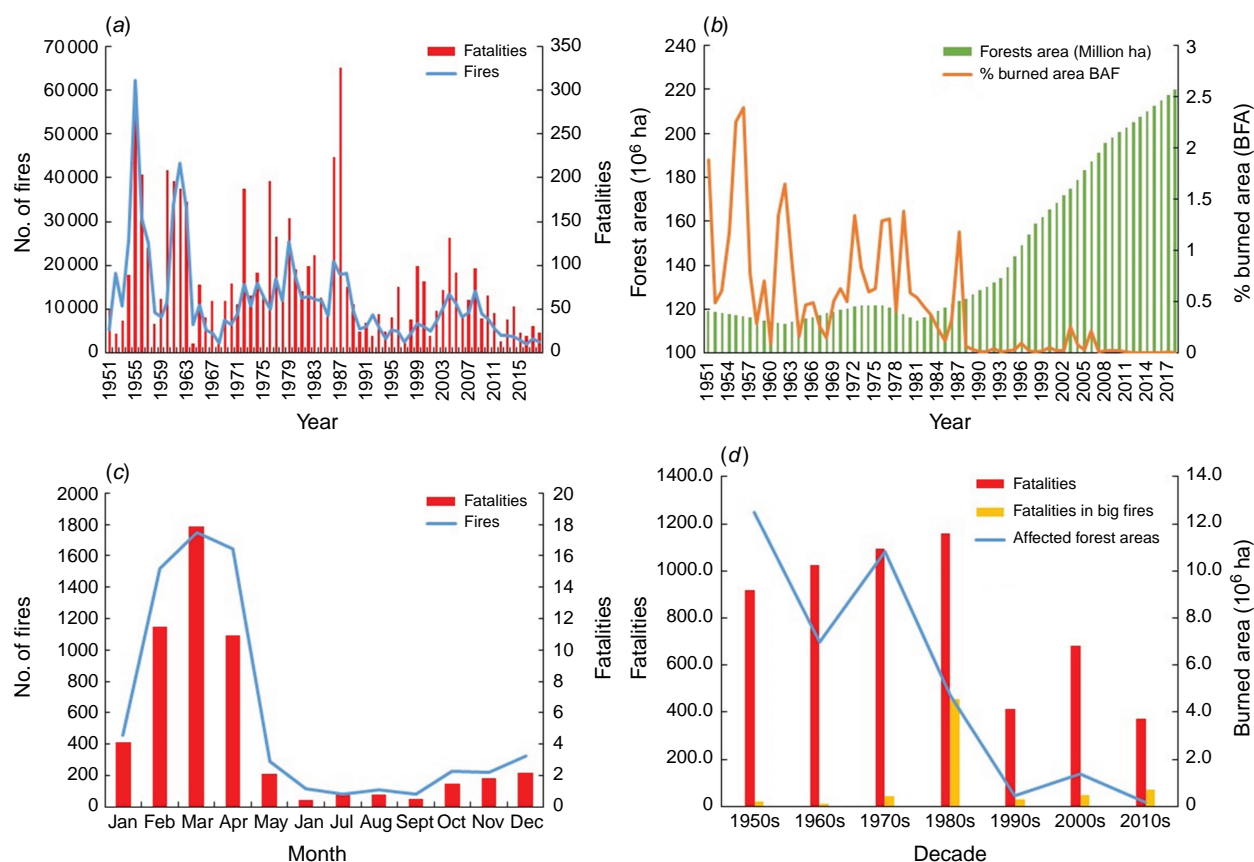 (a)
70 000
60 000
50 000
40 000
30 000
20 000
10 000
0
No. of fires
350
300
250
200
150
100
50
0
Fatalities
Fatalities
Fires
1951 1955 1959 1963 1967 1971 1975 1979 1983 1987 1991 1995 1999 2003 2007 2011 2015
Year
(b)
240
220
200
180
160
140
120
100
Forest area (10⁶ ha)
3
2.5
2
1.5
1
0.5
0
% burned area (BFA)
Forests area (Million ha)
% burned area BAF
1951 1954 1957 1960 1963 1966 1969 1972 1975 1978 1981 1984 1987 1990 1993 1996 1999 2002 2005 2008 2011 2014 2017
Year
(c)
2000
1800
1600
1400
1200
1000
800
600
400
200
0
No. of fires
20
18
16
14
12
10
8
6
4
2
0
Fatalities
Fatalities
Fires
Jan Feb Mar Apr May Jan Jul Aug Sept Oct Nov Dec
Month
(d)
1400.0
1200.0
1000.0
800.0
600.0
400.0
200.0
0
Fatalities
14.0
12.0
10.0
8.0
6.0
4.0
2.0
0
Burned area (10⁶ ha)
Fatalities
Fatalities in big fires
Affected forest areas
1950s 1960s 1970s 1980s 1990s 2000s 2010s
Decade